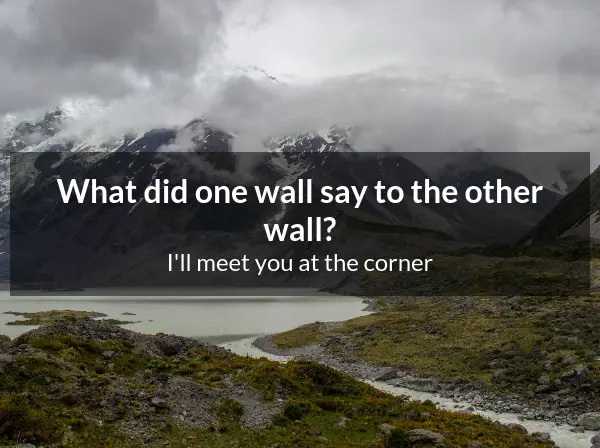 What did one wall say to the other
wall?
I'll meet you at the corner